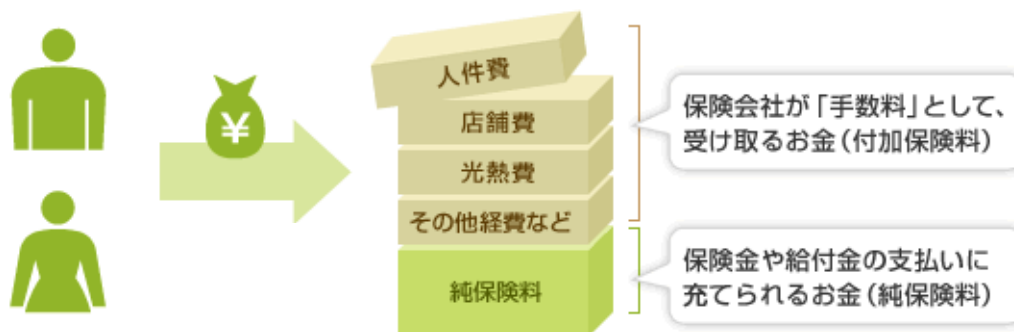 ¥
人件費
店舗費
光熱費
その他経費など
純保険料
保険会社が「手数料」として、
受け取るお金(付加保険料)
保険金や給付金の支払いに
充てられるお金(純保険料)